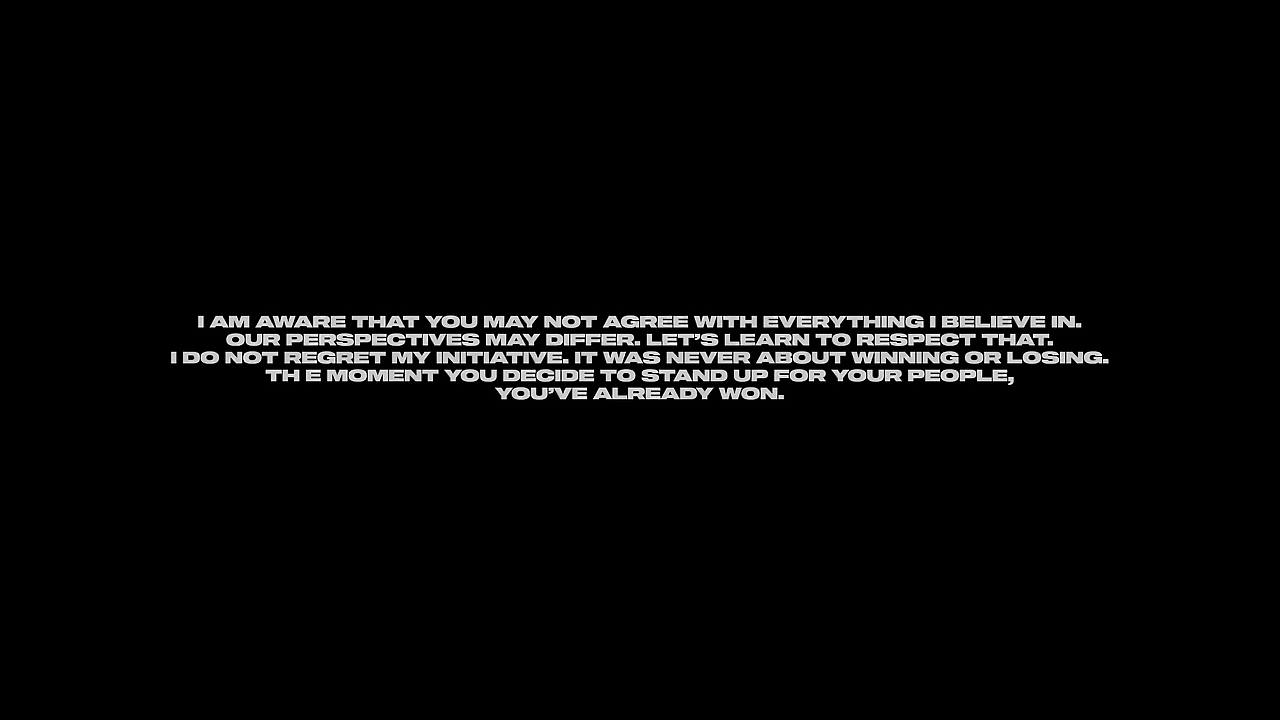 I AM AWARE THAT YOU MAY NOT AGREE WITH EVERYTHING I BELIEVE IN.
OUR PERSPECTIVES MAY DIFFER. LET’S LEARN TO RESPECT THAT.
I DO NOT REGRET MY INITIATIVE. IT WAS NEVER ABOUT WINNING OR LOSING.
TH E MOMENT YOU DECIDE TO STAND UP FOR YOUR PEOPLE,
YOU’VE ALREADY WON.